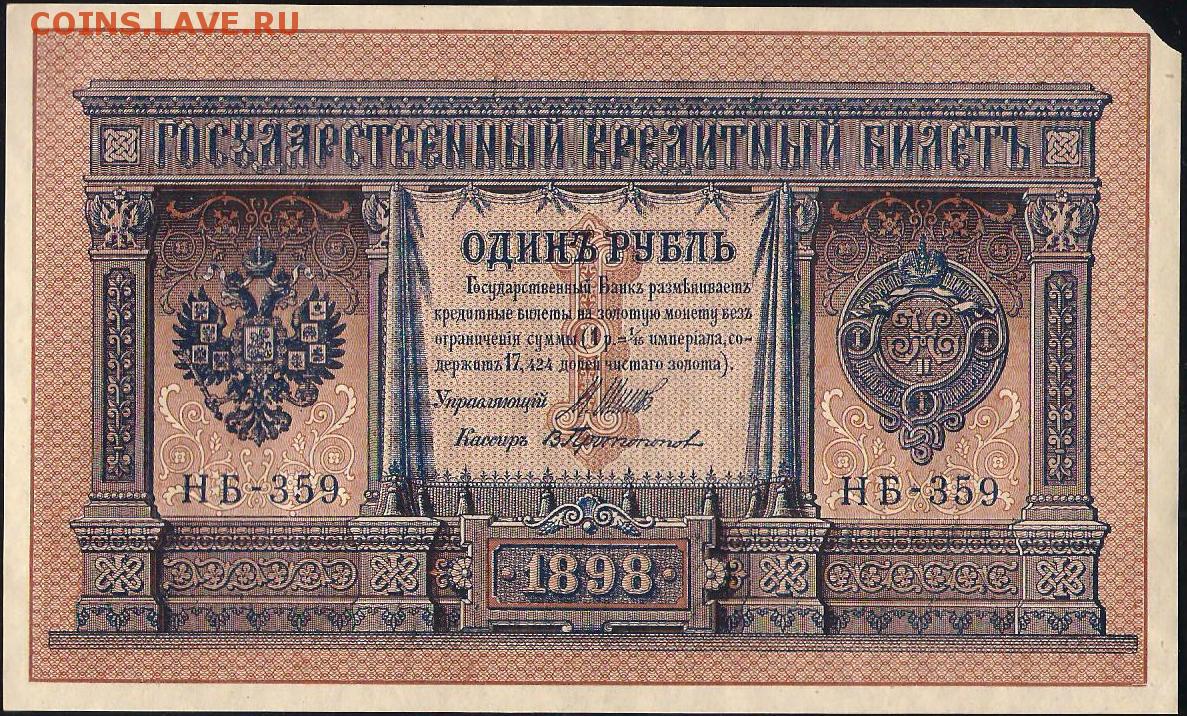 COINS.LAVE.RU
ГОСУДАРСТВЕННЫЙ КРЕДИТНЫЙ БИЛЕТЪ
ОДИНЪ РУБЛЬ
Государственный Банкъ размѣниваетъ
кредитные билеты на золотую монету безъ
ограниченія суммы (1 р. = 1/15 имперіала, со-
держитъ 17,424 долей чистаго золота).
Управляющій
Кассиръ В. Протопопов
НБ-359 НБ-359
1898